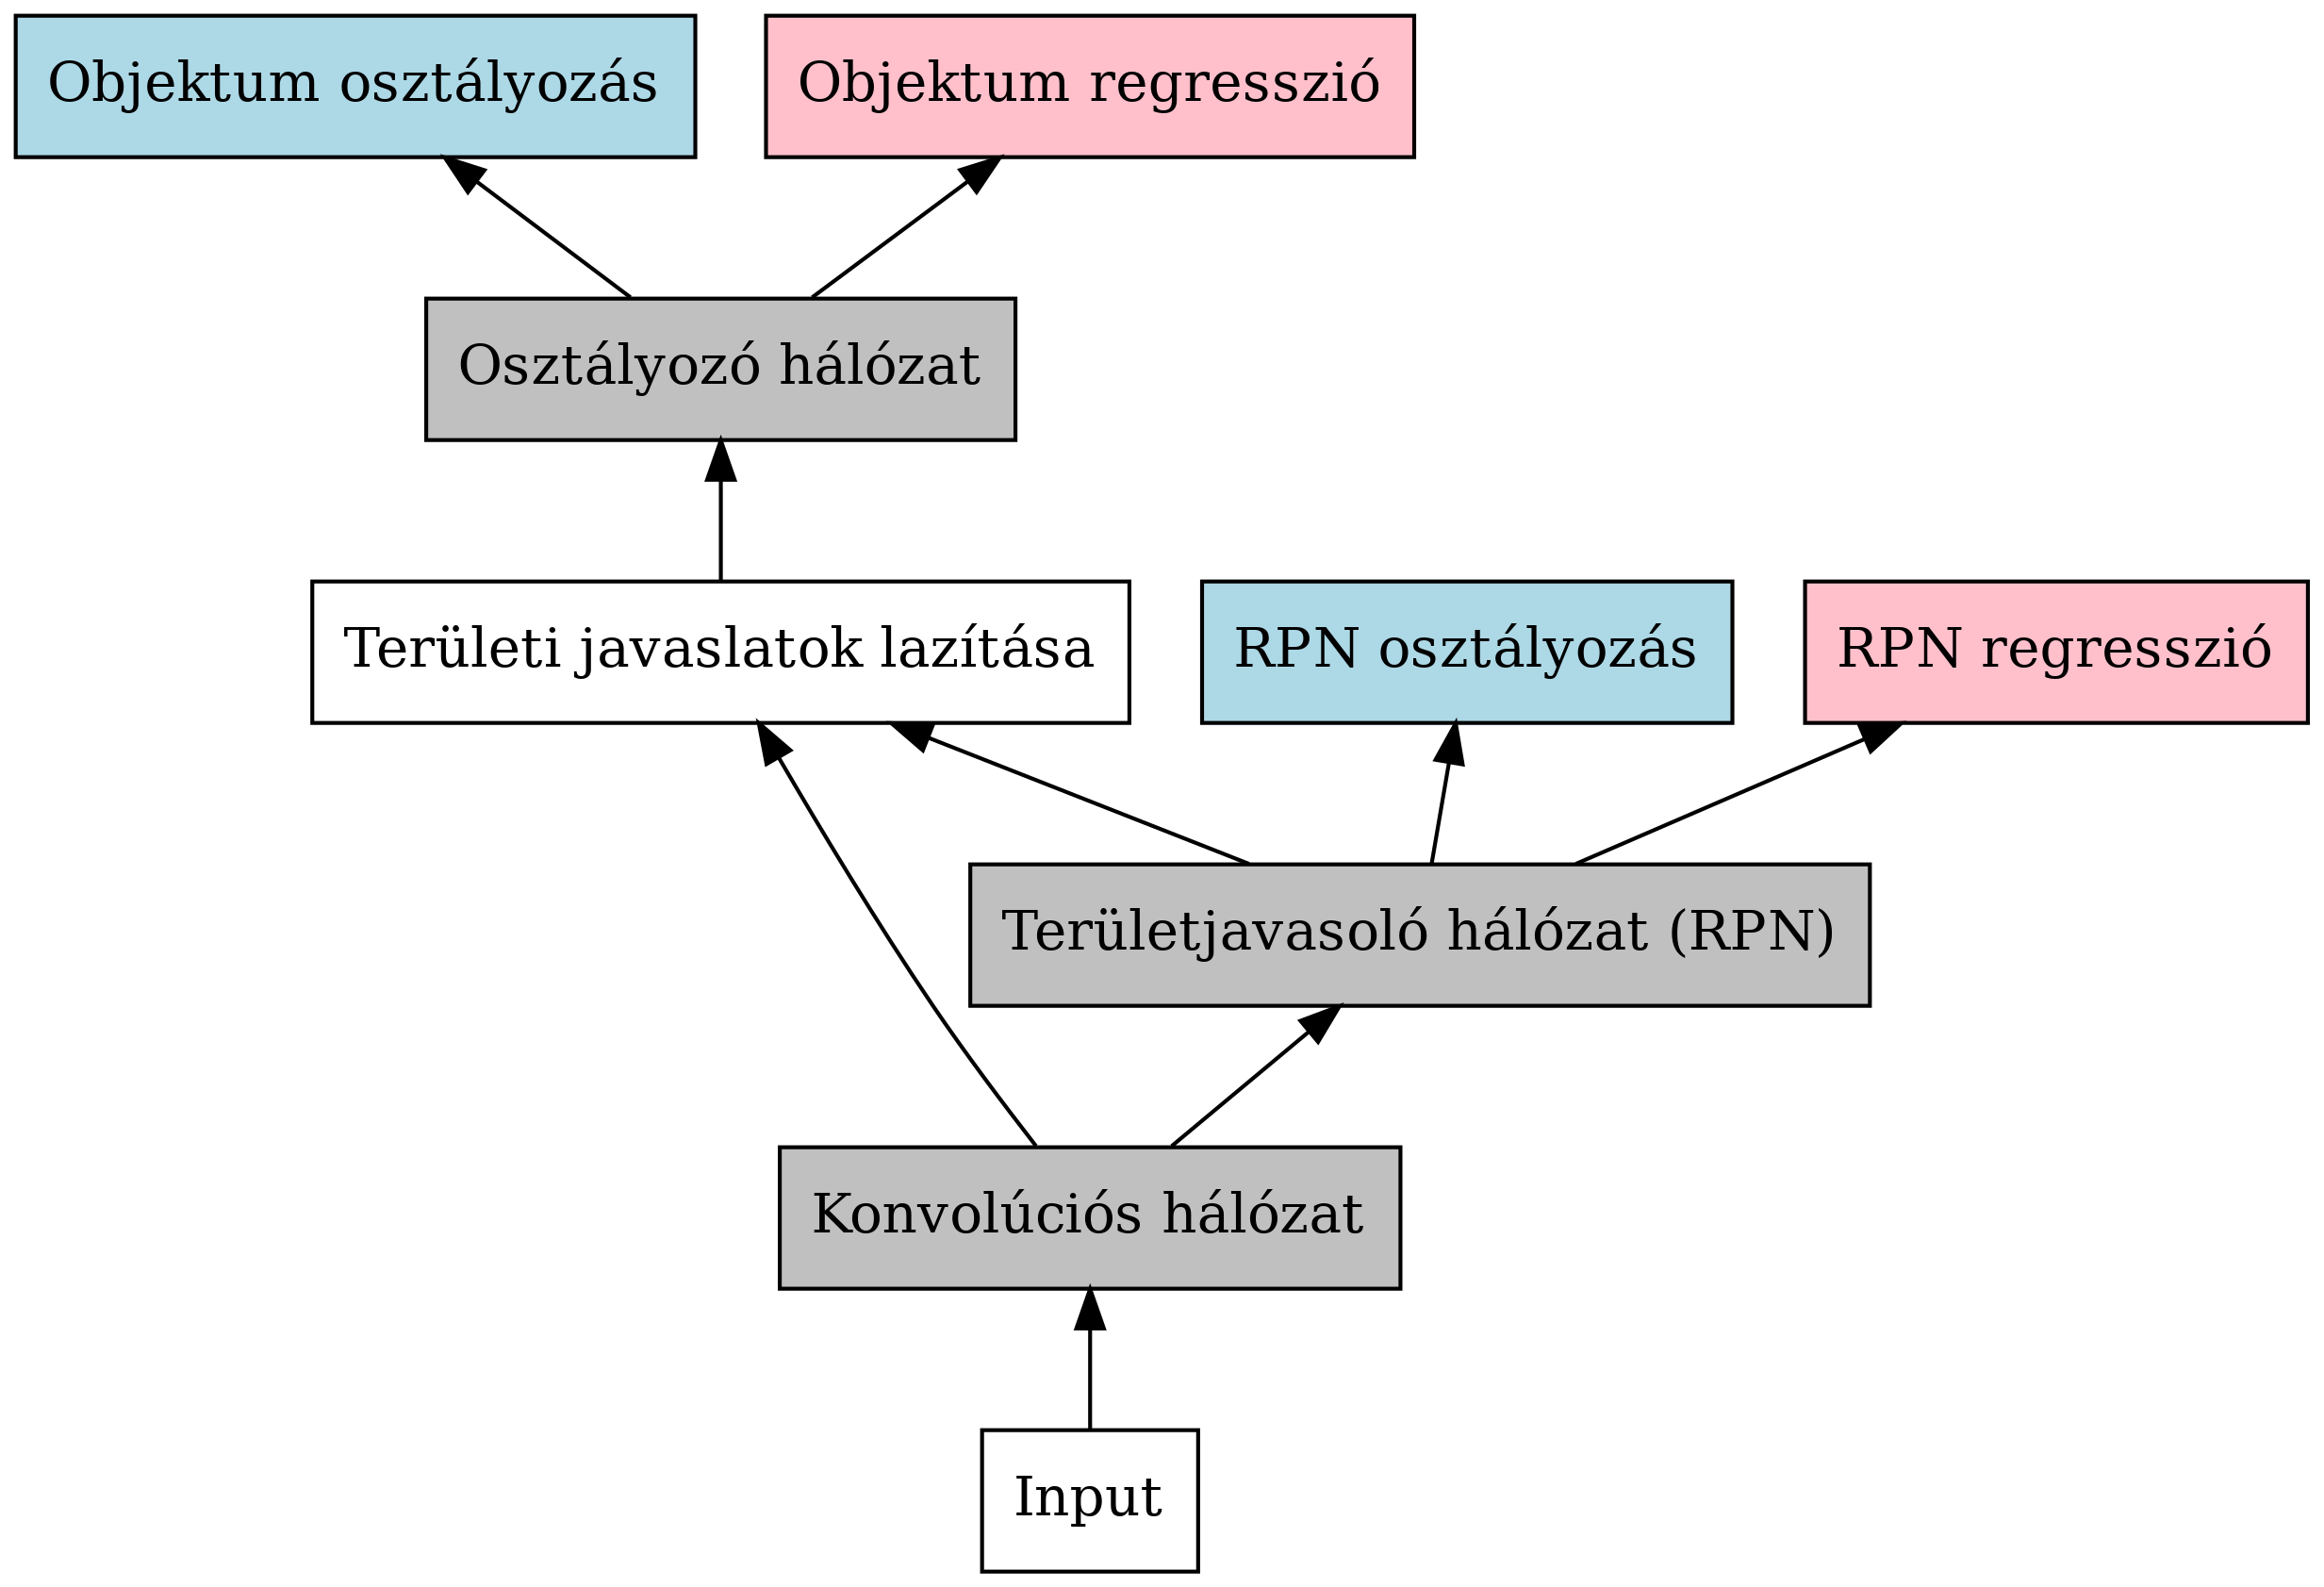 Objektum osztályozás
Objektum regresszió
Osztályozó hálózat
Területi javaslatok lazítása
RPN osztályozás
RPN regresszió
Területjavasoló hálózat (RPN)
Konvolúciós hálózat
Input